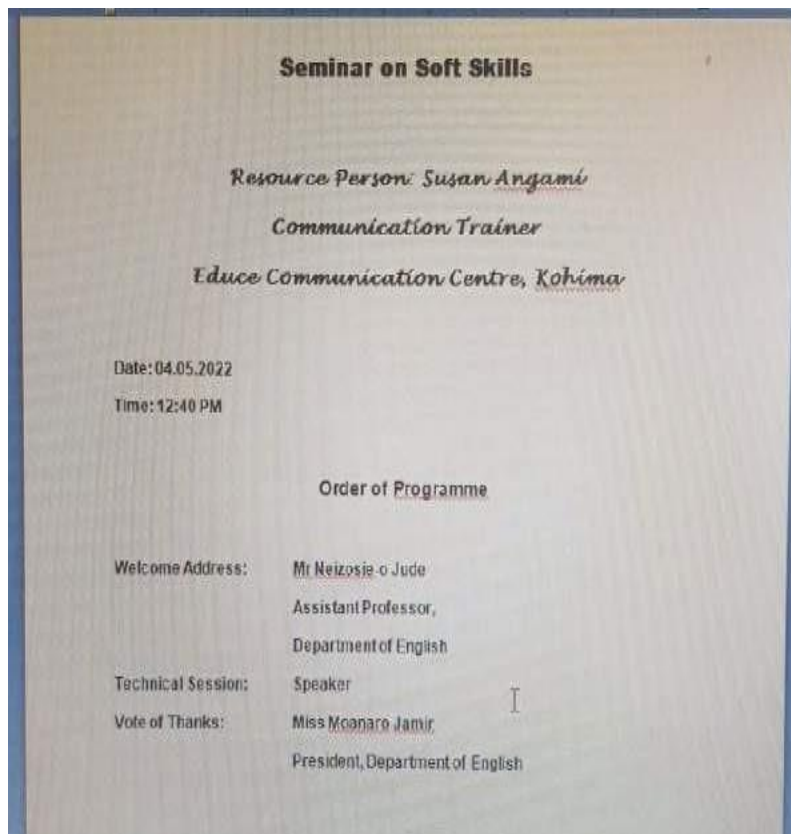 Seminar on Soft Skills
Resource Person: Susan Angami
Communication Trainer
Educe Communication Centre, Kohima
Date: 04.05.2022
Time: 12:40 PM
Order of Programme
Welcome Address: Mr Neizosie-o Jude
Assistant Professor,
Department of English
Technical Session: Speaker
Vote of Thanks: Miss Moanaro Jamir
President, Department of English